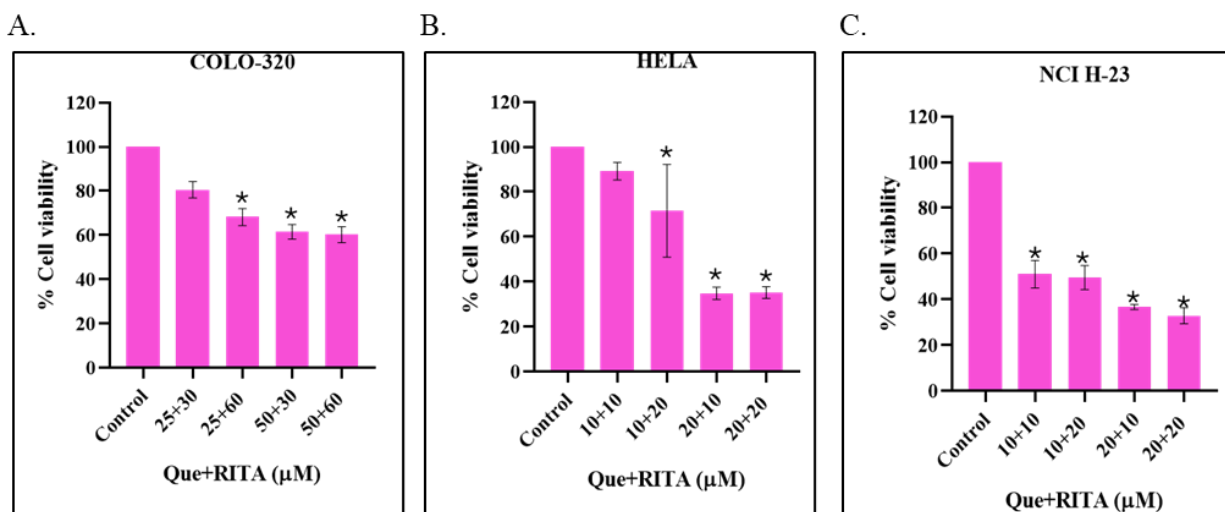 A.
COLO-320
% Cell viability
120
100
80
60
40
20
0
*
*
*
Control
25+30
25+60
50+30
50+60
Que+RITA (μM)
B.
HELA
% Cell viability
120
100
80
60
40
20
0
*
*
*
Control
10+10
10+20
20+10
20+20
Que+RITA (μM)
C.
NCI H-23
% Cell viability
120
100
80
60
40
20
0
*
*
*
*
Control
10+10
10+20
20+10
20+20
Que+RITA (μM)